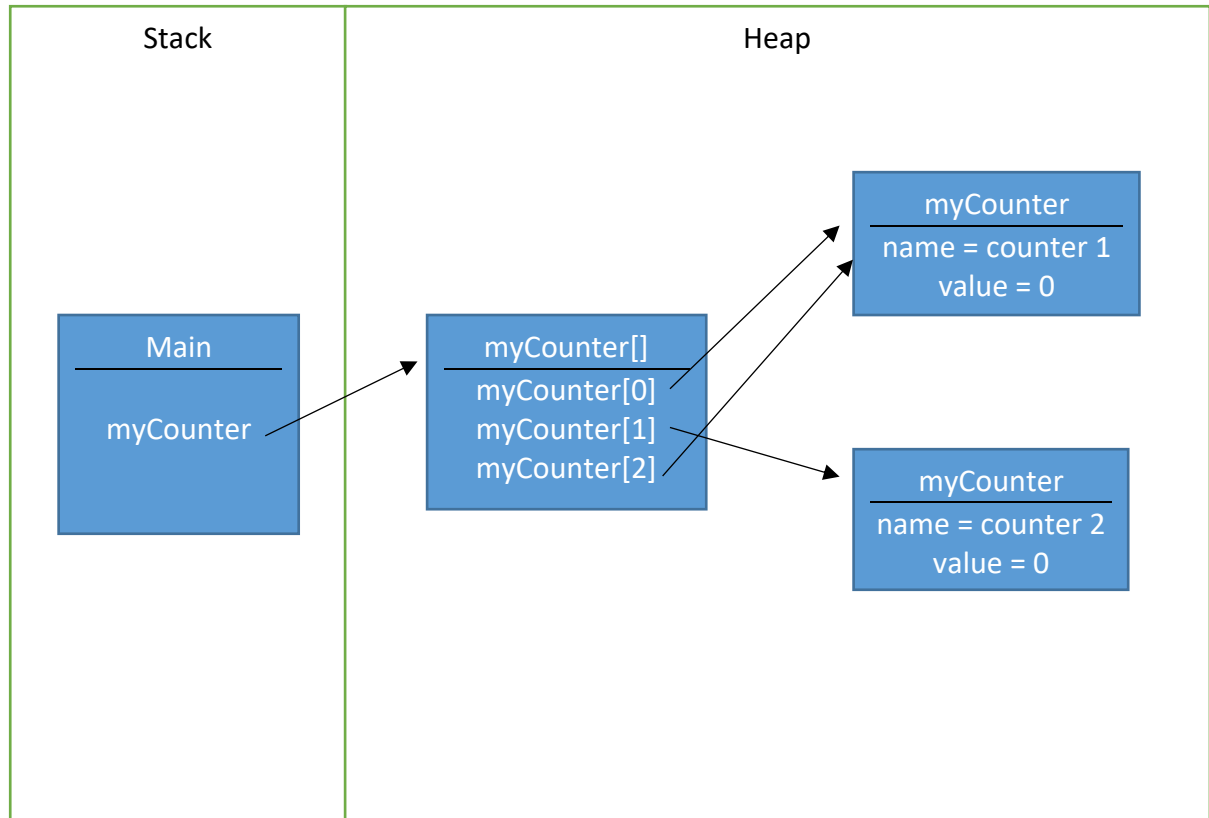 Stack
Heap
Main
myCounter
myCounter[]
myCounter[0]
myCounter[1]
myCounter[2]
myCounter
name = counter 1
value = 0
myCounter
name = counter 2
value = 0